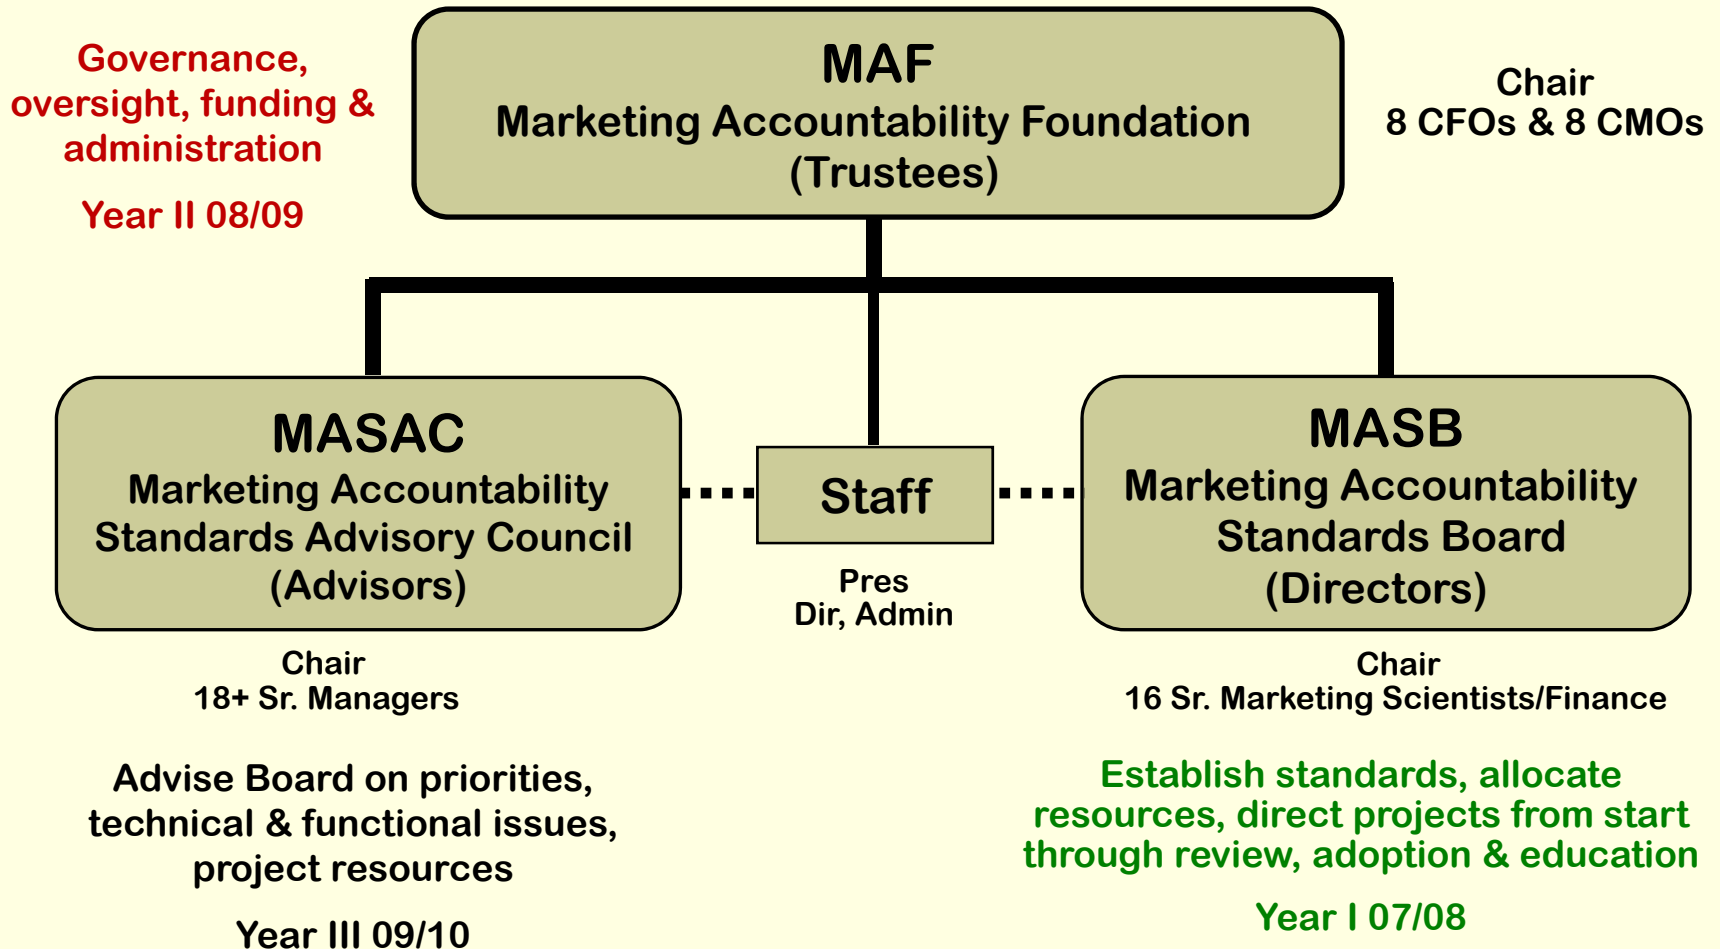 Governance,
oversight, funding &
administration
Year II 08/09
MAF
Marketing Accountability Foundation
(Trustees)
Chair
8 CFOs & 8 CMOs
MASAC
Marketing Accountability
Standards Advisory Council
(Advisors)
Chair
18+ Sr. Managers
Advise Board on priorities,
technical & functional issues,
project resources
Year III 09/10
Staff
Pres
Dir, Admin
MASB
Marketing Accountability
Standards Board
(Directors)
Chair
16 Sr. Marketing Scientists/Finance
Establish standards, allocate
resources, direct projects from start
through review, adoption & education
Year I 07/08